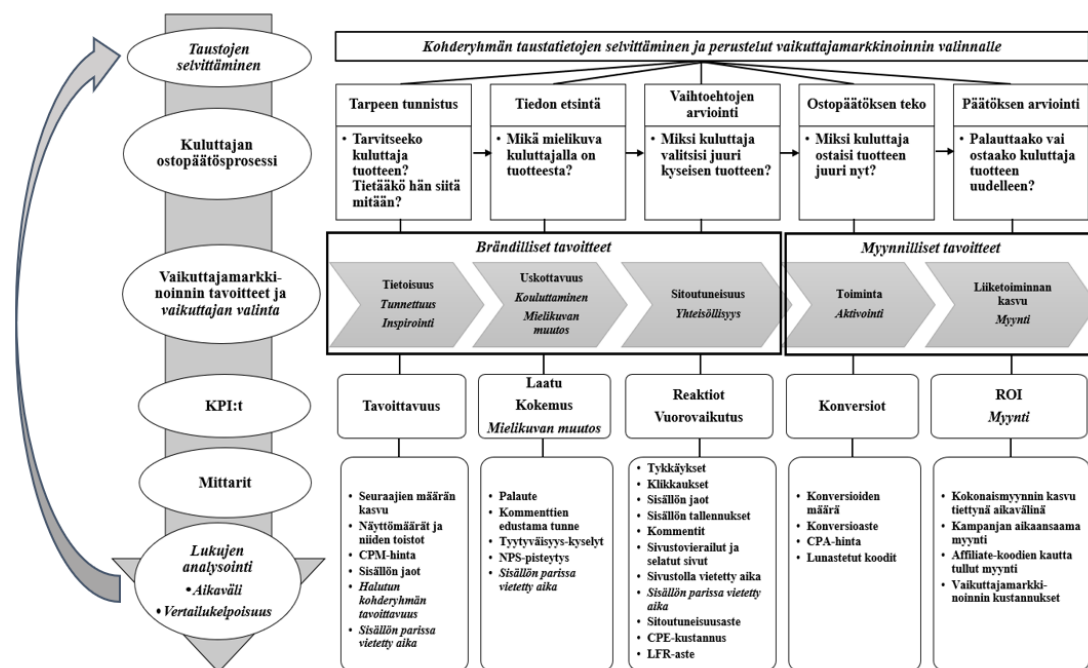 Taustojen
selvittäminen
Kohderyhmän taustatietojen selvittäminen ja perustelut vaikuttajamarkkinoinnin valinnalle
Kuluttajan
ostopäätösprosessi
Tarpeen tunnistus
• Tarvitseeko
kuluttaja
tuotteen?
Tietääkö hän siitä
mitään?
Tiedon etsintä
• Mikä mielikuva
kuluttajalla on
tuotteesta?
Vaihtoehtojen
arviointi
• Miksi kuluttaja
valitsisi juuri
kyseisen tuotteen?
Ostopäätöksen teko
• Miksi kuluttaja
ostaisi tuotteen
juuri nyt?
Päätöksen arviointi
• Palauttaako vai
ostaako kuluttaja
tuotteen
uudelleen?
Vaikuttajamarkki-
noinnin tavoitteet ja
vaikuttajan valinta
Brändilliset tavoitteet
Myynnilliset tavoitteet
Tietoisuus
Tunnettuus
Inspirointi
Uskottavuus
Kouluttaminen
Mielikuvan
muutos
Sitoutuneisuus
Yhteisöllisyys
Toiminta
Aktivointi
Liiketoiminnan
kasvu
Myynti
KPI:t
Tavoittavuus
Laatu
Kokemus
Mielikuvan muutos
Reaktiot
Vuorovaikutus
Konversiot
ROI
Myynti
Mittarit
Lukujen
analysointi
• Aikaväli
• Vertailukelpoisuus
• Seuraajien määrän
kasvu
• Näyttömäärät ja
niiden toistot
• CPM-hinta
• Sisällön jaot
• Halutun
kohderyhmän
tavoittavuus
• Sisällön parissa
vietetty aika
• Palaute
• Kommenttien
edustama tunne
• Tyytyväisyys-kyselyt
• NPS-pisteytys
• Sisällön parissa
vietetty aika
• Tykkäykset
• Klikkaukset
• Sisällön jaot
• Sisällön tallennukset
• Kommentit
• Sivustovierailut ja
selatut sivut
• Sivustolla vietetty aika
• Sisällön parissa vietetty
aika
• Sitoutuneisuusaste
• CPE-kustannus
• LFR-aste
• Konversioiden
määrä
• Konversioaste
• CPA-hinta
• Lunastetut koodit
• Kokonaismyynnin kasvu
tiettynä aikavälinä
• Kampanjan aikaansaama
myynti
• Affiliate-koodien kautta
tullut myynti
• Vaikuttajamarkki-
noinnin kustannukset